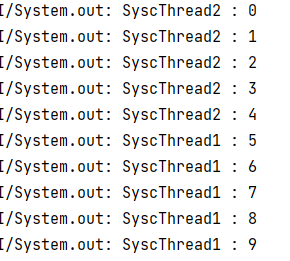 I/System.out: SyscThread2 : 0
I/System.out: SyscThread2 : 1
I/System.out: SyscThread2 : 2
I/System.out: SyscThread2 : 3
I/System.out: SyscThread2 : 4
I/System.out: SyscThread1 : 5
I/System.out: SyscThread1 : 6
I/System.out: SyscThread1 : 7
I/System.out: SyscThread1 : 8
I/System.out: SyscThread1 : 9